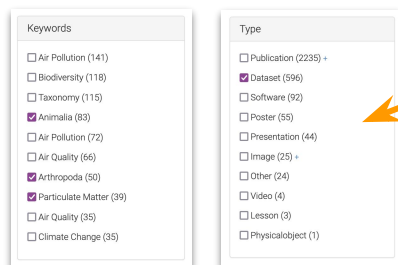 Keywords
Air Pollution (141)
Biodiversity (118)
Taxonomy (115)
Animalia (83)
Air Pollution (72)
Air Quality (66)
Arthropoda (50)
Particulate Matter (39)
Air Quality (35)
Climate Change (35)
Type
Publication (2235) +
Dataset (596)
Software (92)
Poster (55)
Presentation (44)
Image (25) +
Other (24)
Video (4)
Lesson (3)
Physicalobject (1)